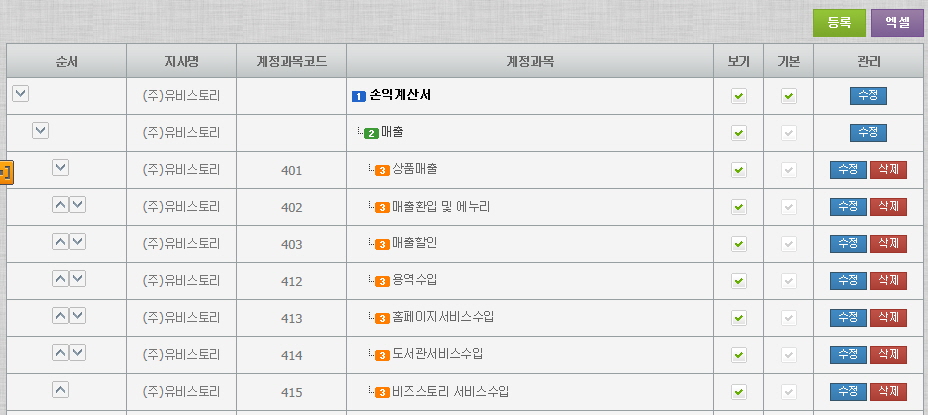 등록 엑셀
순서 지사명 계정과목코드 계정과목 보기 기본 관리
(주)유비스토리 1 손익계산서 수정
(주)유비스토리 2 매출 수정
(주)유비스토리 401 3 상품매출 수정 삭제
(주)유비스토리 402 3 매출환입 및 에누리 수정 삭제
(주)유비스토리 403 3 매출할인 수정 삭제
(주)유비스토리 412 3 용역수입 수정 삭제
(주)유비스토리 413 3 홈페이지서비스수입 수정 삭제
(주)유비스토리 414 3 도서관서비스수입 수정 삭제
(주)유비스토리 415 3 비즈스토리 서비스수입 수정 삭제